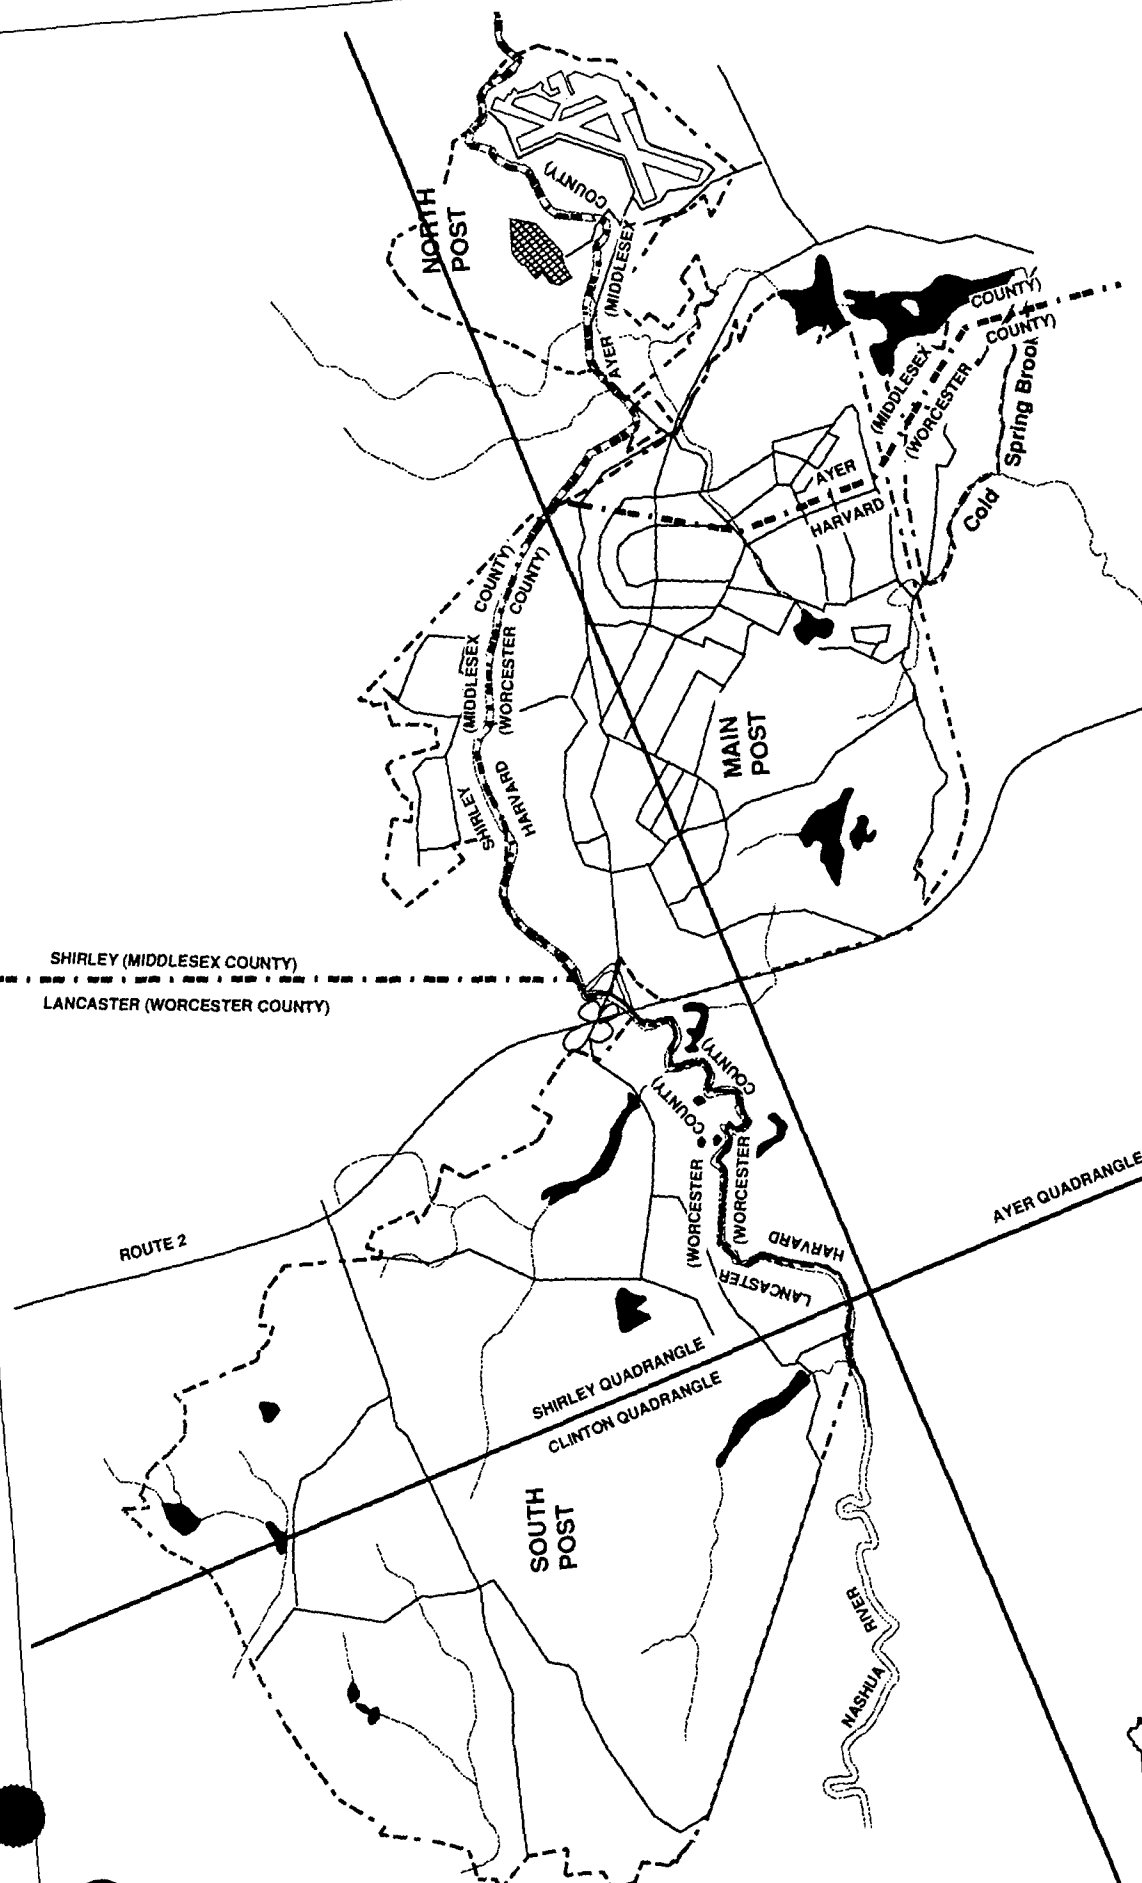 COUNTY)
NORTH
POST
AYER (MIDDLESEX
COUNTY)
COUNTY)
(MIDDLESEX
(WORCESTER
Cold Spring Brook
AYER
HARVARD
COUNTY)
COUNTY)
(MIDDLESEX
(WORCESTER
SHIRLEY
HARVARD
MAIN
POST
SHIRLEY (MIDDLESEX COUNTY)
LANCASTER (WORCESTER COUNTY)
COUNTY)
COUNTY)
(WORCESTER
(WORCESTER
HARVARD
LANCASTER
ROUTE 2
AYER QUADRANGLE
SHIRLEY QUADRANGLE
CLINTON QUADRANGLE
SOUTH
POST
NASHUA RIVER